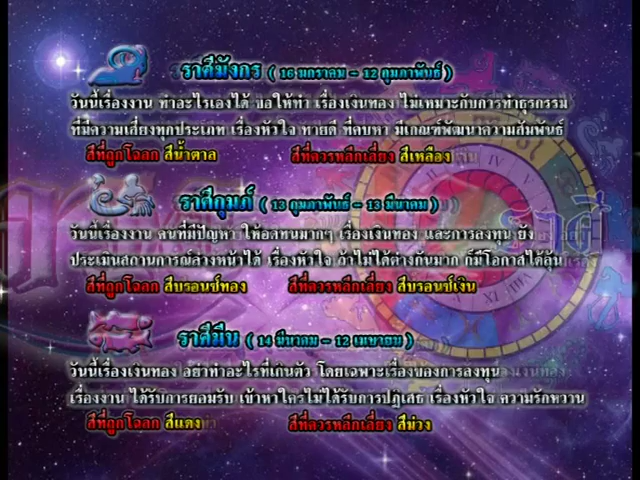 ราศีมังกร ( 16 มกราคม - 12 กุมภาพันธ์ )
วันนี้เรื่องงาน ทำอะไรเองได้ ขอให้ทำ เรื่องเงินทอง ไม่เหมาะกับการทำธุรกรรม
ที่มีความเสี่ยงทุกประเภท เรื่องหัวใจ ทายดี ที่คบหา มีเกณฑ์พัฒนาความสัมพันธ์
สีที่ถูกโฉลก สีน้ำตาล สีที่ควรหลีกเลี่ยง สีเหลือง
ราศีกุมภ์ ( 13 กุมภาพันธ์ - 13 มีนาคม )
วันนี้เรื่องงาน คนที่มีปัญหา ให้อดทนมากๆ เรื่องเงินทอง และการลงทุน ยัง
ประเมินสถานการณ์ล่วงหน้าได้ เรื่องหัวใจ ถ้าไม่ได้ต่างกันมาก ก็มีโอกาสได้ลุ้น
สีที่ถูกโฉลก สีบรอนซ์ทอง สีที่ควรหลีกเลี่ยง สีบรอนซ์เงิน
ราศีมีน ( 14 มีนาคม - 12 เมษายน )
วันนี้เรื่องเงินทอง อย่าทำอะไรที่เกินตัว โดยเฉพาะเรื่องของการลงทุน
เรื่องงาน ได้รับการยอมรับ เข้าหาใครไม่ได้รับการปฏิเสธ เรื่องหัวใจ ความรักหวาน
สีที่ถูกโฉลก สีแดง สีที่ควรหลีกเลี่ยง สีม่วง
ราศี